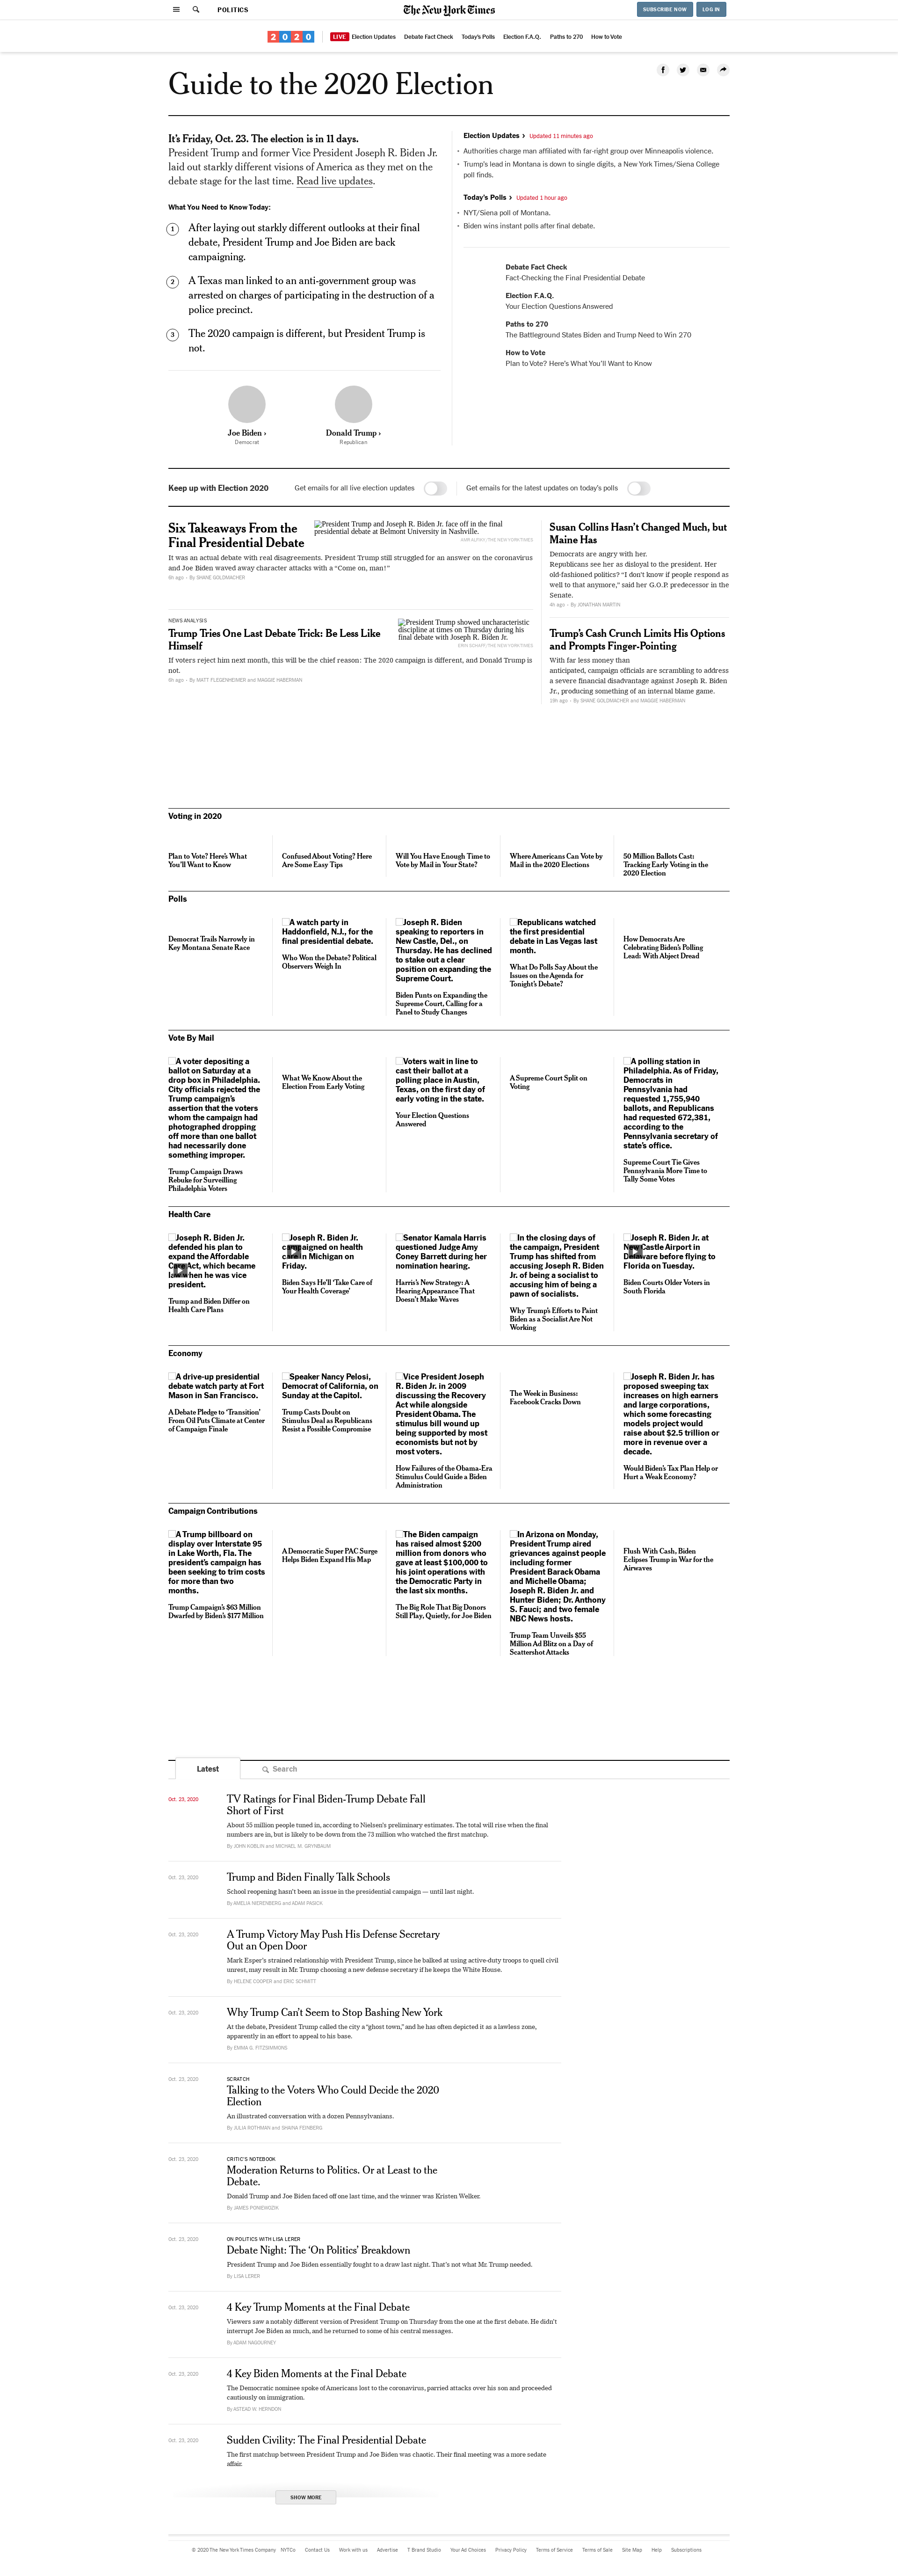 POLITICS
The New York Times
SUBSCRIBE NOW
LOG IN
2020
LIVE Election Updates
Debate Fact Check
Today's Polls
Election F.A.Q.
Paths to 270
How to Vote
Guide to the 2020 Election
It's Friday, Oct. 23. The election is in 11 days.
President Trump and former Vice President Joseph R. Biden Jr.
laid out starkly different visions of America as they met on the
debate stage for the last time. Read live updates.
What You Need to Know Today:
1
After laying out starkly different outlooks at their final
debate, President Trump and Joe Biden are back
campaigning.
2
A Texas man linked to an anti-government group was
arrested on charges of participating in the destruction of a
police precinct.
3
The 2020 campaign is different, but President Trump is
not.
Joe Biden ›
Democrat
Donald Trump ›
Republican
Election Updates › Updated 11 minutes ago
• Authorities charge man affiliated with far-right group over Minneapolis violence.
• Trump's lead in Montana is down to single digits, a New York Times/Siena College
poll finds.
Today's Polls › Updated 1 hour ago
• NYT/Siena poll of Montana.
• Biden wins instant polls after final debate.
Debate Fact Check
Fact-Checking the Final Presidential Debate
Election F.A.Q.
Your Election Questions Answered
Paths to 270
The Battleground States Biden and Trump Need to Win 270
How to Vote
Plan to Vote? Here's What You'll Want to Know
Keep up with Election 2020
Get emails for all live election updates
Get emails for the latest updates on today's polls
Six Takeaways From the
Final Presidential Debate
President Trump and Joseph R. Biden Jr. face off in the final
presidential debate at Belmont University in Nashville.
It was an actual debate with real disagreements. President Trump still struggled for an answer on the coronavirus
and Joe Biden waved away character attacks with a “Come on, man!”
6h ago - By SHANE GOLDMACHER
NEWS ANALYSIS
Trump Tries One Last Debate Trick: Be Less Like
Himself
President Trump showed uncharacteristic
discipline at times on Thursday during his
final debate with Joseph R. Biden Jr.
ERIN SCHAFF/THE NEW YORK TIMES
If voters reject him next month, this will be the chief reason: The 2020 campaign is different, and Donald Trump is
not.
6h ago - By MATT FLEGENHEIMER and MAGGIE HABERMAN
Susan Collins Hasn't Changed Much, but
Maine Has
Democrats are angry with her.
Republicans see her as disloyal to the president. Her
old-fashioned politics? “I don't know if people respond as
well to that anymore,” said her G.O.P. predecessor in the
Senate.
4h ago - By JONATHAN MARTIN
Trump's Cash Crunch Limits His Options
and Prompts Finger-Pointing
With far less money than
anticipated, campaign officials are scrambling to address
a severe financial disadvantage against Joseph R. Biden
Jr., producing something of an internal blame game.
19h ago - By SHANE GOLDMACHER and MAGGIE HABERMAN
Voting in 2020
Plan to Vote? Here's What
You'll Want to Know
Confused About Voting? Here
Are Some Easy Tips
Will You Have Enough Time to
Vote by Mail in Your State?
Where Americans Can Vote by
Mail in the 2020 Elections
50 Million Ballots Cast:
Tracking Early Voting in the
2020 Election
Polls
Democrat Trails Narrowly in
Key Montana Senate Race
A watch party in
Haddonfield, N.J., for the
final presidential debate.
Who Won the Debate? Political
Observers Weigh In
Joseph R. Biden
speaking to reporters in
New Castle, Del., on
Thursday. He has declined
to stake out a clear
position on expanding the
Supreme Court.
Biden Punts on Expanding the
Supreme Court, Calling for a
Panel to Study Changes
Republicans watched
the first presidential
debate in Las Vegas last
month.
What Do Polls Say About the
Issues on the Agenda for
Tonight's Debate?
How Democrats Are
Celebrating Biden's Polling
Lead: With Abject Dread
Vote By Mail
A voter depositing a
ballot on Saturday at a
drop box in Philadelphia.
City officials rejected the
Trump campaign's
assertion that the voters
whom the campaign had
photographed dropping
off more than one ballot
had necessarily done
something improper.
Trump Campaign Draws
Rebuke for Surveilling
Philadelphia Voters
What We Know About the
Election From Early Voting
Voters wait in line to
cast their ballot at a
polling place in Austin,
Texas, on the first day of
early voting in the state.
Your Election Questions
Answered
A Supreme Court Split on
Voting
A polling station in
Philadelphia. As of Friday,
Democrats in
Pennsylvania had
requested 1,755,940
ballots, and Republicans
had requested 672,381,
according to the
Pennsylvania secretary of
state's office.
Supreme Court Tie Gives
Pennsylvania More Time to
Tally Some Votes
Health Care
Joseph R. Biden Jr.
defended his plan to
expand the Affordable
Act, which became
when he was vice
president.
Trump and Biden Differ on
Health Care Plans
Joseph R. Biden Jr.
campaigned on health
in Michigan on
Friday.
Biden Says He'll ‘Take Care of
Your Health Coverage’
Senator Kamala Harris
questioned Judge Amy
Coney Barrett during her
nomination hearing.
Harris's New Strategy: A
Hearing Appearance That
Doesn't Make Waves
In the closing days of
the campaign, President
Trump has shifted from
accusing Joseph R. Biden
Jr. of being a socialist to
accusing him of being a
pawn of socialists.
Why Trump's Efforts to Paint
Biden as a Socialist Are Not
Working
Joseph R. Biden Jr. at
Castle Airport in
Delaware before flying to
Florida on Tuesday.
Biden Courts Older Voters in
South Florida
Economy
A drive-up presidential
debate watch party at Fort
Mason in San Francisco.
A Debate Pledge to ‘Transition’
From Oil Puts Climate at Center
of Campaign Finale
Speaker Nancy Pelosi,
Democrat of California, on
Sunday at the Capitol.
Trump Casts Doubt on
Stimulus Deal as Republicans
Resist a Possible Compromise
Vice President Joseph
R. Biden Jr. in 2009
discussing the Recovery
Act while alongside
President Obama. The
stimulus bill wound up
being supported by most
economists but not by
most voters.
How Failures of the Obama-Era
Stimulus Could Guide a Biden
Administration
The Week in Business:
Facebook Cracks Down
Joseph R. Biden Jr. has
proposed sweeping tax
increases on high earners
and large corporations,
which some forecasting
models project would
raise about $2.5 trillion or
more in revenue over a
decade.
Would Biden's Tax Plan Help or
Hurt a Weak Economy?
Campaign Contributions
A Trump billboard on
display over Interstate 95
in Lake Worth, Fla. The
president's campaign has
been seeking to trim costs
for more than two
months.
Trump Campaign's $63 Million
Dwarfed by Biden's $177 Million
A Democratic Super PAC Surge
Helps Biden Expand His Map
The Biden campaign
has raised almost $200
million from donors who
gave at least $100,000 to
his joint operations with
the Democratic Party in
the last six months.
The Big Role That Big Donors
Still Play, Quietly, for Joe Biden
In Arizona on Monday,
President Trump aired
grievances against people
including former
President Barack Obama
and Michelle Obama;
Joseph R. Biden Jr. and
Hunter Biden; Dr. Anthony
S. Fauci; and two female
NBC News hosts.
Trump Team Unveils $55
Million Ad Blitz on a Day of
Scattershot Attacks
Flush With Cash, Biden
Eclipses Trump in War for the
Airwaves
Latest
Search
Oct. 23, 2020
TV Ratings for Final Biden-Trump Debate Fall
Short of First
About 55 million people tuned in, according to Nielsen's preliminary estimates. The total will rise when the final
numbers are in, but is likely to be down from the 73 million who watched the first matchup.
By JOHN KOBLIN and MICHAEL M. GRYNBAUM
Oct. 23, 2020
Trump and Biden Finally Talk Schools
School reopening hasn't been an issue in the presidential campaign — until last night.
By AMELIA NIERENBERG and ADAM PASICK
Oct. 23, 2020
A Trump Victory May Push His Defense Secretary
Out an Open Door
Mark Esper's strained relationship with President Trump, since he balked at using active-duty troops to quell civil
unrest, may result in Mr. Trump choosing a new defense secretary if he keeps the White House.
By HELENE COOPER and ERIC SCHMITT
Oct. 23, 2020
Why Trump Can't Seem to Stop Bashing New York
At the debate, President Trump called the city a “ghost town,” and he has often depicted it as a lawless zone,
apparently in an effort to appeal to his base.
By EMMA G. FITZSIMMONS
Oct. 23, 2020
SCRATCH
Talking to the Voters Who Could Decide the 2020
Election
An illustrated conversation with a dozen Pennsylvanians.
By JULIA ROTHMAN and SHAINA FEINBERG
Oct. 23, 2020
CRITIC'S NOTEBOOK
Moderation Returns to Politics. Or at Least to the
Debate.
Donald Trump and Joe Biden faced off one last time, and the winner was Kristen Welker.
By JAMES PONIEWOZIK
Oct. 23, 2020
ON POLITICS WITH LISA LERER
Debate Night: The ‘On Politics’ Breakdown
President Trump and Joe Biden essentially fought to a draw last night. That's not what Mr. Trump needed.
By LISA LERER
Oct. 23, 2020
4 Key Trump Moments at the Final Debate
Viewers saw a notably different version of President Trump on Thursday from the one at the first debate. He didn't
interrupt Joe Biden as much, and he returned to some of his central messages.
By ADAM NAGOURNEY
Oct. 23, 2020
4 Key Biden Moments at the Final Debate
The Democratic nominee spoke of Americans lost to the coronavirus, parried attacks over his son and proceeded
cautiously on immigration.
By ASTEAD W. HERNDON
Oct. 23, 2020
Sudden Civility: The Final Presidential Debate
The first matchup between President Trump and Joe Biden was chaotic. Their final meeting was a more sedate
affair.
SHOW MORE
© 2020 The New York Times Company
NYTCo
Contact Us
Work with us
Advertise
T Brand Studio
Your Ad Choices
Privacy Policy
Terms of Service
Terms of Sale
Site Map
Help
Subscriptions